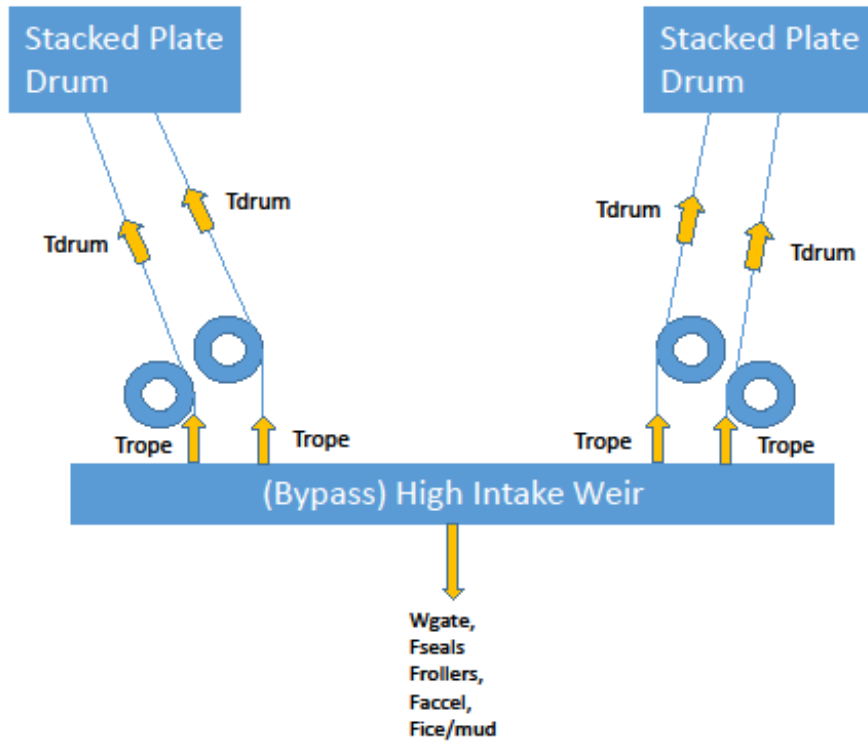 Stacked Plate
Drum
Stacked Plate
Drum
Tdrum
Tdrum
Tdrum
Tdrum
Trope
Trope
Trope
Trope
(Bypass) High Intake Weir
Wgate,
Fseals
Frollers,
Faccel,
Fice/mud